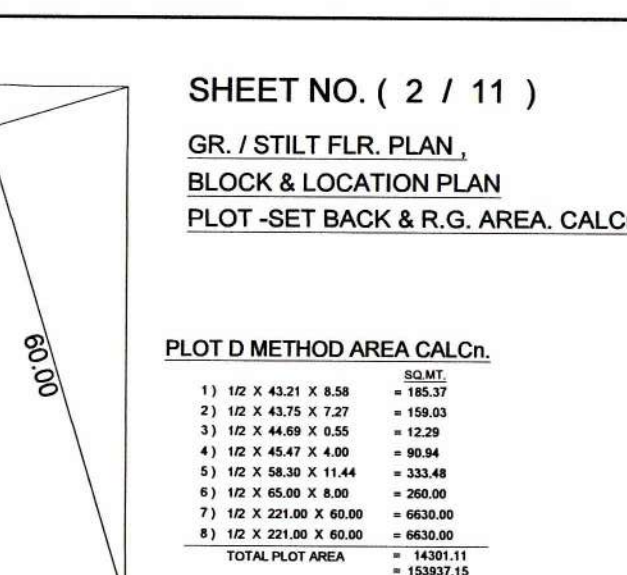 SHEET NO. ( 2 / 11 )
GR. / STILT FLR. PLAN ,
BLOCK & LOCATION PLAN
PLOT -SET BACK & R.G. AREA. CALC
60.00
PLOT D METHOD AREA CALCn.
SQ.MT.
1 ) 1/2 X 43.21 X 8.58 = 185.37
2 ) 1/2 X 43.75 X 7.27 = 159.03
3 ) 1/2 X 44.69 X 0.55 = 12.29
4 ) 1/2 X 45.47 X 4.00 = 90.94
5 ) 1/2 X 58.30 X 11.44 = 333.48
6 ) 1/2 X 65.00 X 8.00 = 260.00
7 ) 1/2 X 221.00 X 60.00 = 6630.00
8 ) 1/2 X 221.00 X 60.00 = 6630.00
TOTAL PLOT AREA = 14301.11
= 153937.15